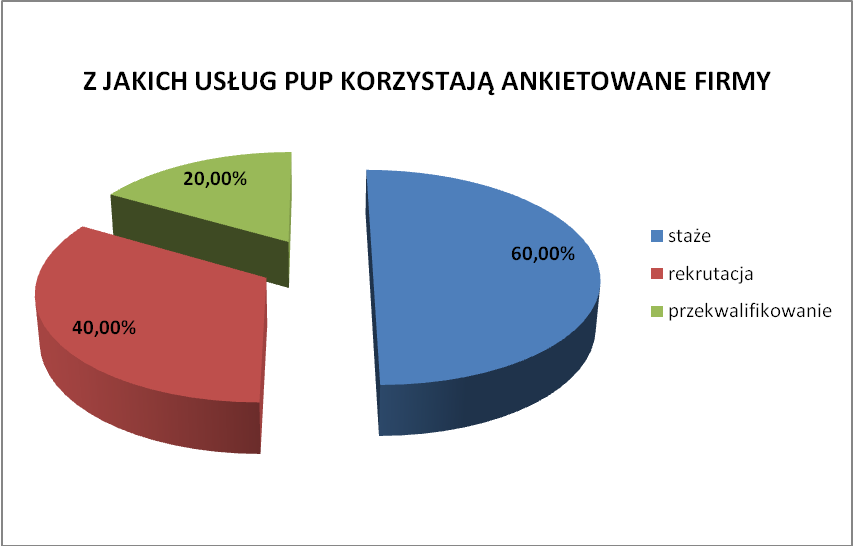 Z JAKICH USŁUG PUP KORZYSTAJĄ ANKIETOWANE FIRMY
20,00%
60,00%
40,00%
staże
rekrutacja
przekwalifikowanie